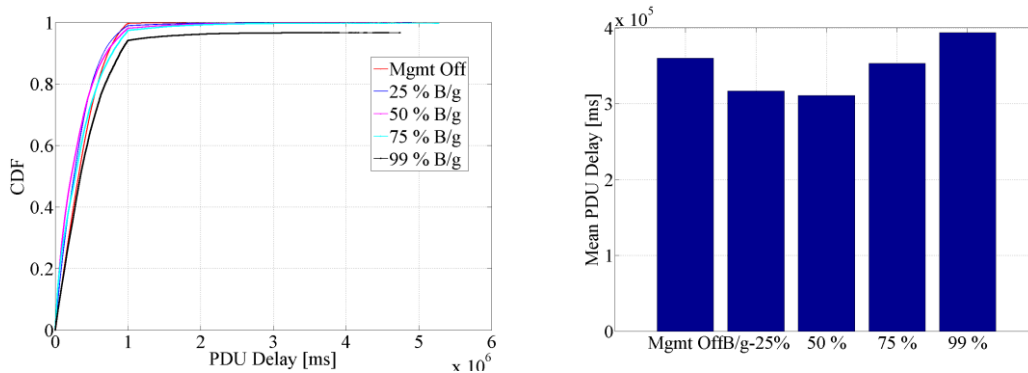 1
0.8
0.6
0.4
0.2
0
CDF
Mgmt Off
25 % B/g
50 % B/g
75 % B/g
99 % B/g
0 1 2 3 4 5 6
PDU Delay [ms]
x 10^6
4 x 10^5
3
2
1
0
Mean PDU Delay [ms]
Mgmt Off B/g-25% 50 % 75 % 99 %